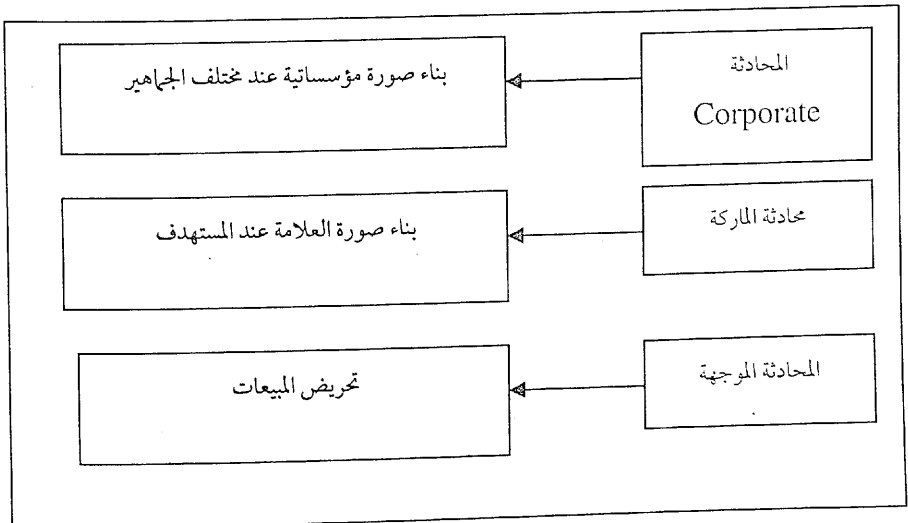 المحادثة
Corporate
بناء صورة مؤسساتية عند مختلف الجماهير
محادثة الماركة
بناء صورة العلامة عند المستهدف
المحادثة الموجهة
تحريض المبيعات